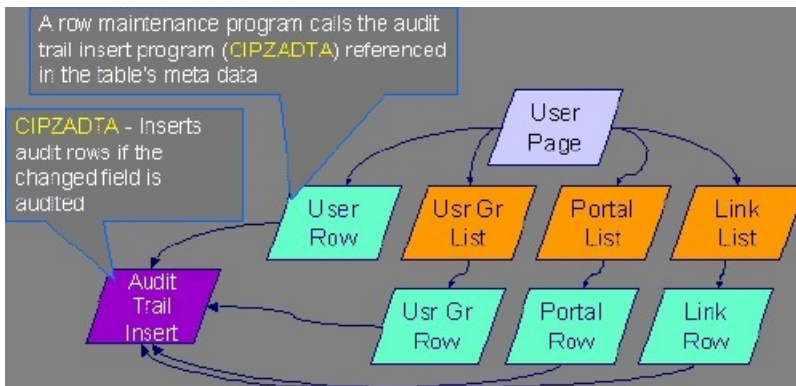 A row maintenance program calls the audit
trail insert program (CIPZADTA) referenced
in the table's meta data
CIPZADTA - Inserts
audit rows if the
changed field is
audited
User
Page
User
Row
Usr Gr
List
Portal
List
Link
List
Audit
Trail
Insert
Usr Gr
Row
Portal
Row
Link
Row